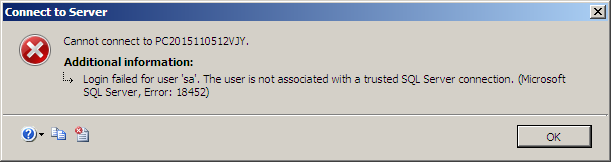 Connect to Server
Cannot connect to PC2015110512VJY.
Additional information:
Login failed for user 'sa'. The user is not associated with a trusted SQL Server connection. (Microsoft
SQL Server, Error: 18452)
OK